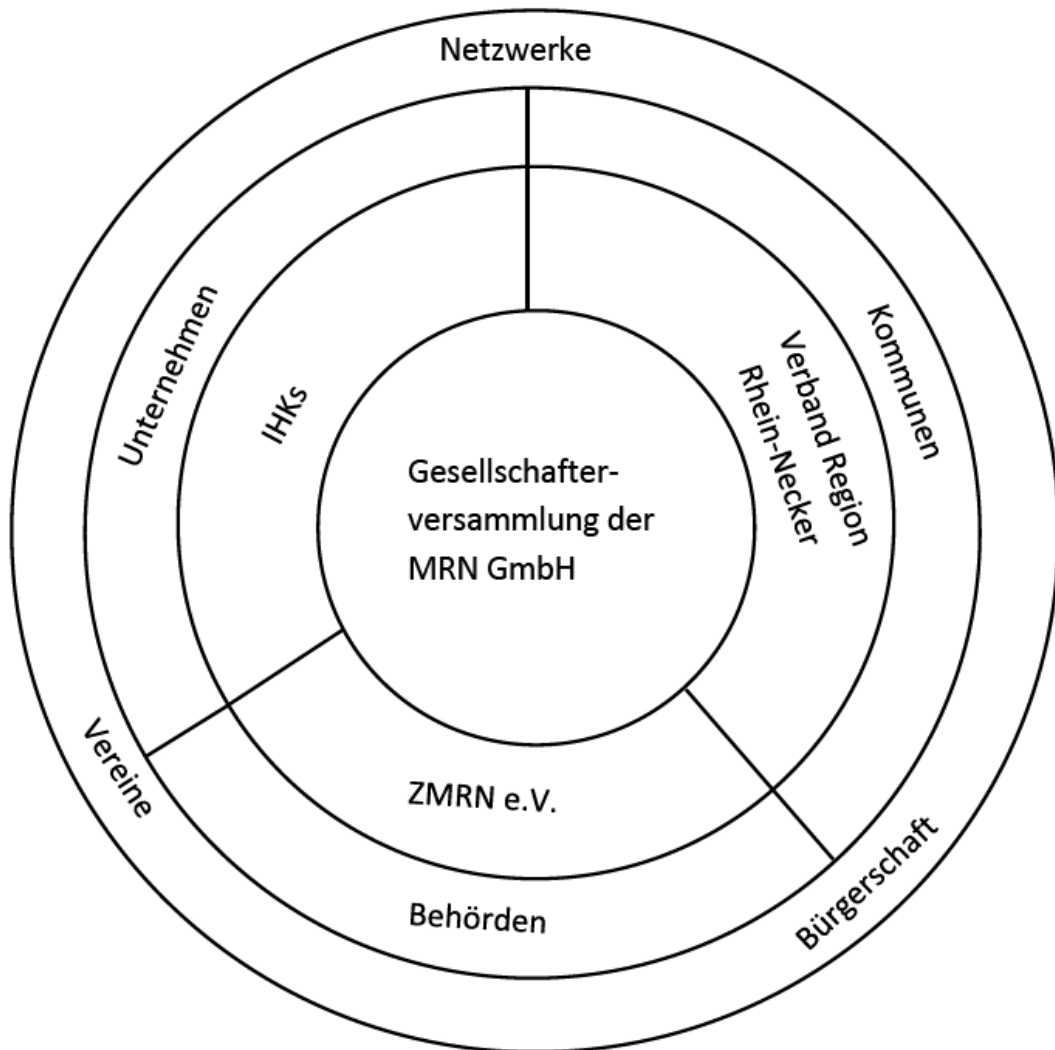 Netzwerke
Unternehmen
Kommunen
IHKs
Verband Region
Rhein-Necker
Gesellschafter-
versammlung der
MRN GmbH
Vereine
ZMRN e.V.
Behörden
Bürgerschaft